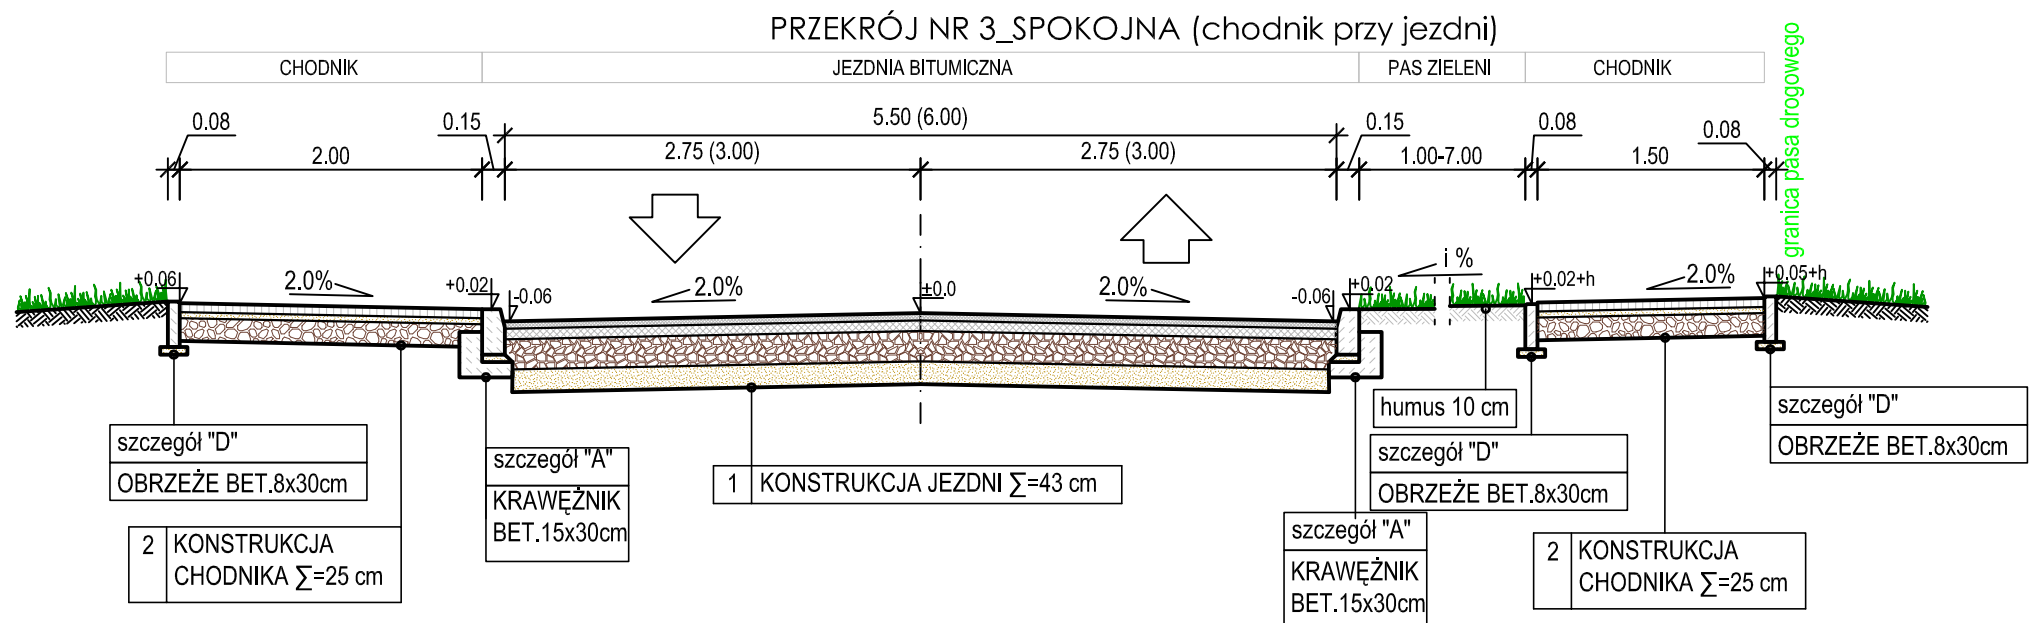 PRZEKRÓJ NR 3_SPOKOJNA (chodnik przy jezdni)
CHODNIK
JEZDNIA BITUMICZNA
PAS ZIELENI
CHODNIK
granica pasa drogowego
5.50 (6.00)
0.08
0.15
0.15
0.08
0.08
2.00
2.75 (3.00)
2.75 (3.00)
1.00-7.00
1.50
+0.06
2.0%
+0.02
-0.06
2.0%
±0.0
2.0%
-0.06
+0.02
i %
+0.02+h
2.0%
+0.05+h
szczegół "D"
OBRZEŻE BET.8x30cm
2 KONSTRUKCJA
CHODNIKA ∑=25 cm
szczegół "A"
KRAWĘŻNIK
BET.15x30cm
1 KONSTRUKCJA JEZDNI ∑=43 cm
humus 10 cm
szczegół "D"
OBRZEŻE BET.8x30cm
szczegół "A"
KRAWĘŻNIK
BET.15x30cm
2 KONSTRUKCJA
CHODNIKA ∑=25 cm
szczegół "D"
OBRZEŻE BET.8x30cm